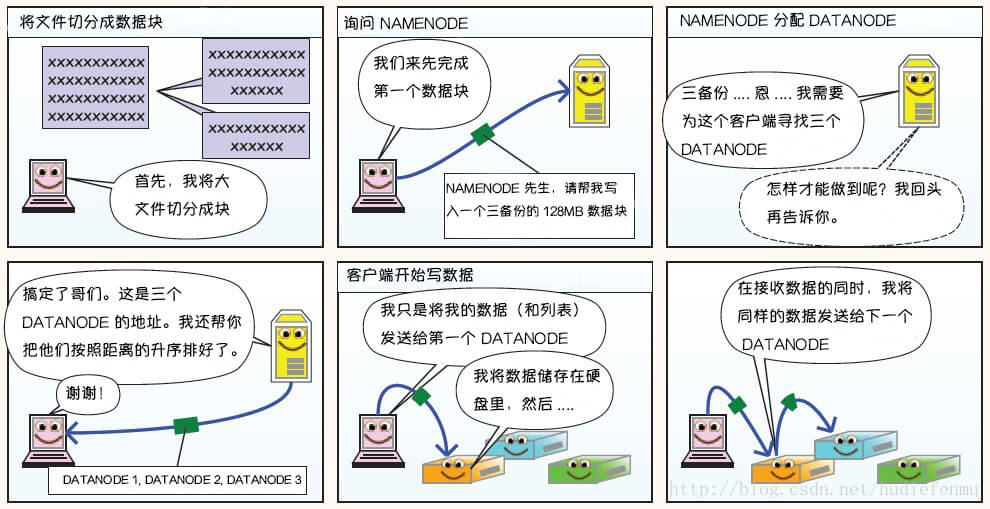 将文件切分成数据块
XXXXXXXXXXX
XXXXXXXXXXX
XXXXXXXXXXX
XXXXXXXXXXX
XXXXXXXXXXX
XXXXXXXXXXX
XXXXXX
XXXXXXXXXXX
XXXXXX
首先，我将大
文件切分成块
询问 NAMENODE
我们来先完成
第一个数据块
NAMENODE 先生，请帮我写
入一个三备份的 128MB 数据块
NAMENODE 分配 DATANODE
三备份 .... 恩 .... 我需要
为这个客户端寻找三个
DATANODE
怎样才能做到呢？我回头
再告诉你。
搞定了哥们。这是三个
DATANODE 的地址。我还帮你
把他们按照距离的升序排好了。
谢谢！
DATANODE 1, DATANODE 2, DATANODE 3
客户端开始写数据
我只是将我的数据（和列表）
发送给第一个 DATANODE
我将数据储存在硬
盘里，然后 ....
在接收数据的同时，我将
同样的数据发送给下一个
DATANODE
http://blog.csdn.net/hudiefenmu